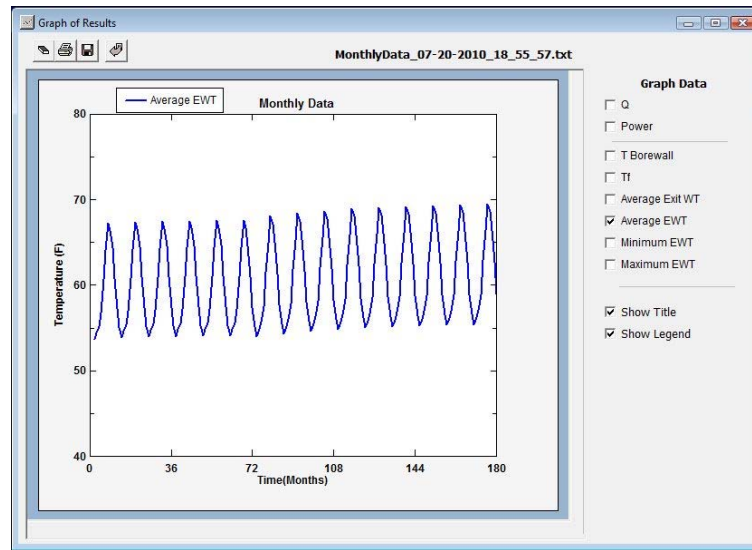 Graph of Results
MonthlyData_07-20-2010_18_55_57.txt
Average EWT
Monthly Data
80
70
60
50
40
Temperature (F)
0 36 72 108 144 180
Time(Months)
Graph Data
Q
Power
T Borewall
Tf
Average Exit WT
Average EWT
Minimum EWT
Maximum EWT
Show Title
Show Legend